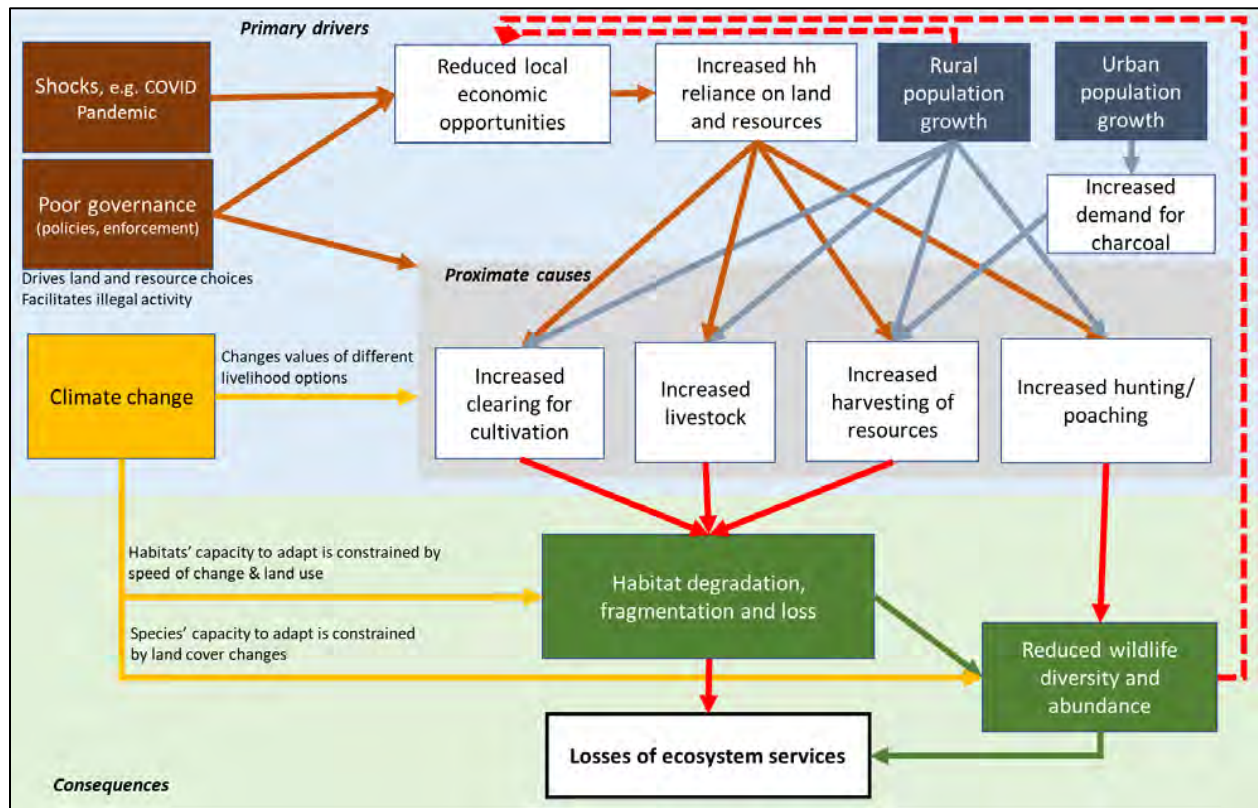 Primary drivers
Shocks, e.g. COVID
Pandemic
Reduced local
economic
opportunities
Increased hh
reliance on land
and resources
Rural
population
growth
Urban
population
growth
Poor governance
(policies, enforcement)
Increased
demand for
charcoal
Drives land and resource choices
Facilitates illegal activity
Proximate causes
Climate change
Changes values of different
livelihood options
Increased
clearing for
cultivation
Increased
livestock
Increased
harvesting of
resources
Increased hunting/
poaching
Habitats’ capacity to adapt is constrained by
speed of change & land use
Habitat degradation,
fragmentation and loss
Species’ capacity to adapt is constrained
by land cover changes
Reduced wildlife
diversity and
abundance
Losses of ecosystem services
Consequences